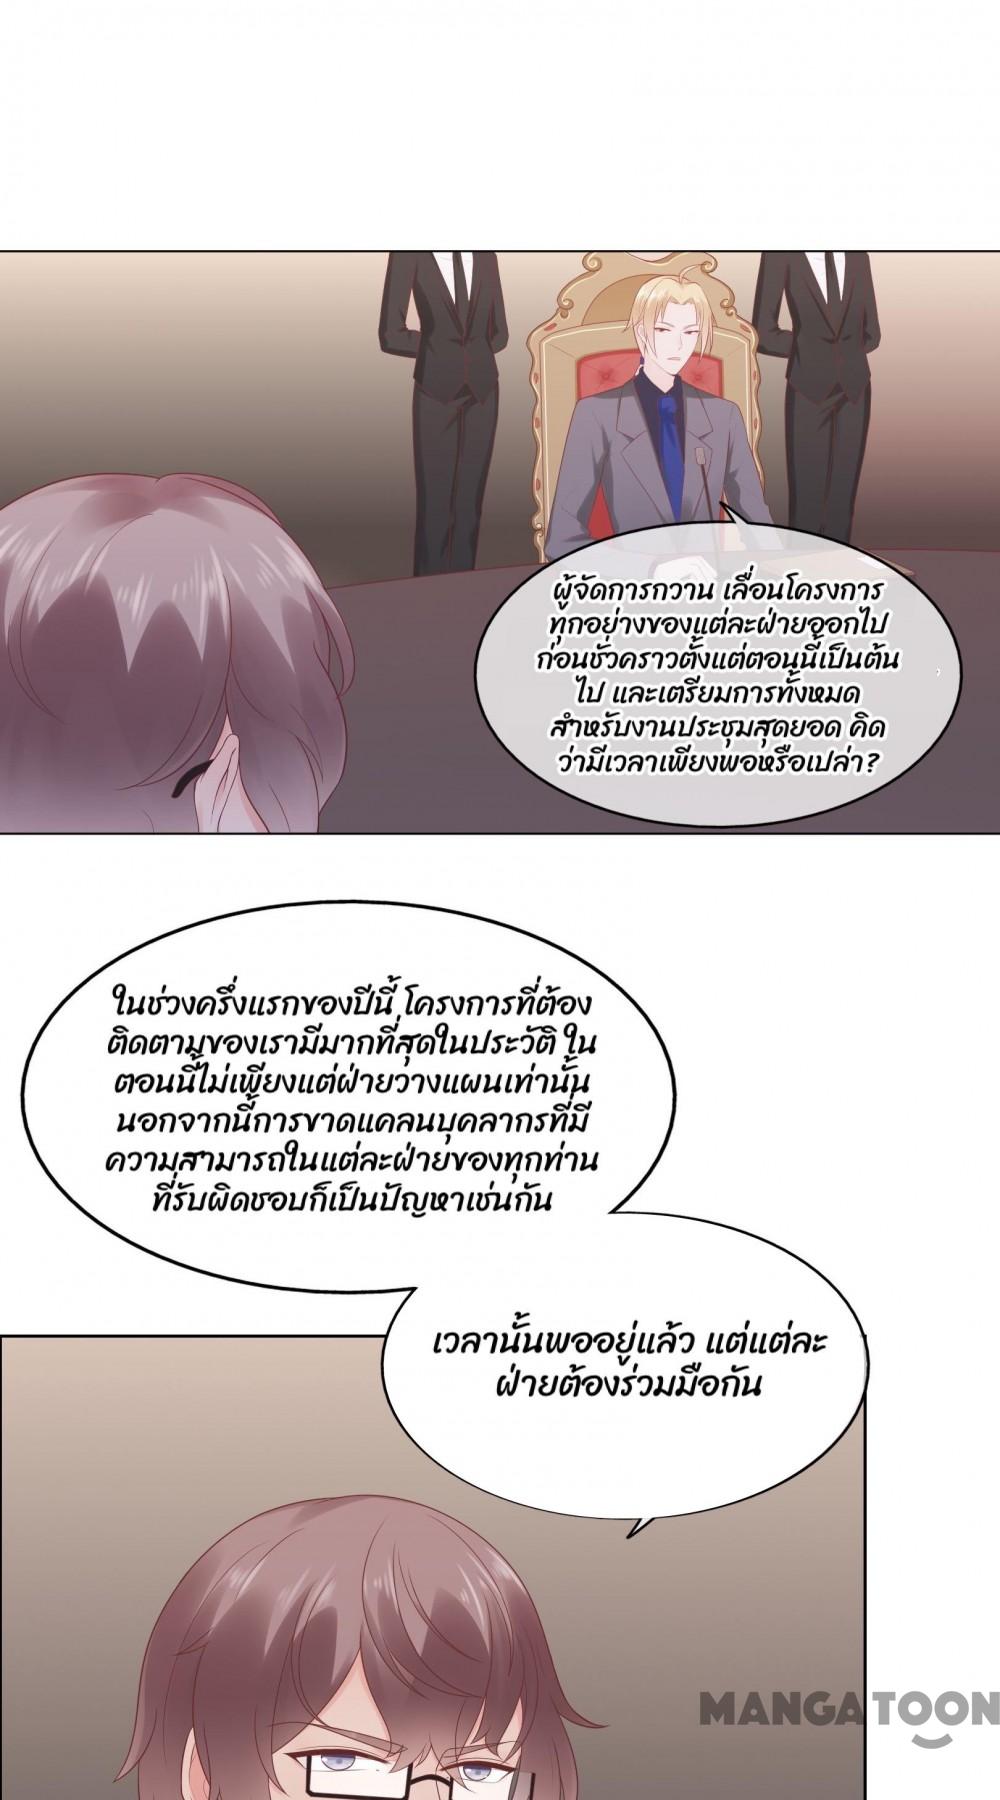 ผู้จัดการกวาน เลื่อนโครงการ
ทุกอย่างของแต่ละฝ่ายออกไป
ก่อนชั่วคราวตั้งแต่ตอนนี้เป็นต้น
ไป และเตรียมการทั้งหมด
สำหรับงานประชุมสุดยอด คิด
ว่ามีเวลาเพียงพอหรือเปล่า?
ในช่วงครึ่งแรกของปีนี้ โครงการที่ต้อง
ติดตามของเรามีมากที่สุดในประวัติ ใน
ตอนนี้ไม่เพียงแต่ฝ่ายวางแผนเท่านั้น
นอกจากนี้การขาดแคลนบุคลากรที่มี
ความสามารถในแต่ละฝ่ายของทุกท่าน
ที่รับผิดชอบก็เป็นปัญหาเช่นกัน
เวลานั้นพออยู่แล้ว แต่แต่ละ
ฝ่ายต้องร่วมมือกัน
MANGATOON